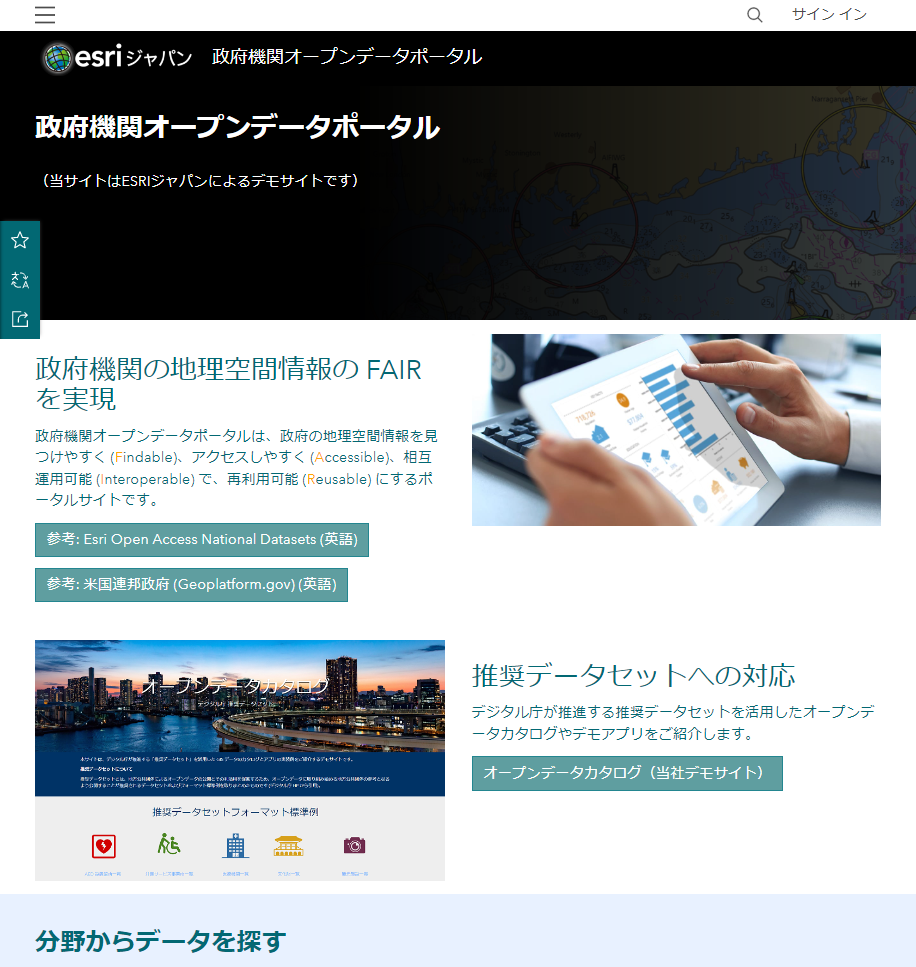 サイン イン
esri ジャパン
政府機関オープンデータポータル
政府機関オープンデータポータル
（当サイトはESRIジャパンによるデモサイトです）
政府機関の地理空間情報の FAIR
を実現
政府機関オープンデータポータルは、政府の地理空間情報を見
つけやすく (Findable)、アクセスしやすく (Accessible)、相互
運用可能 (Interoperable) で、再利用可能 (Reusable) にするポ
ータルサイトです。
参考: Esri Open Access National Datasets (英語)
参考: 米国連邦政府 (Geoplatform.gov) (英語)
オープンデータカタログ
推奨データセットフォーマット標準例
推奨データセットへの対応
デジタル庁が推進する推奨データセットを活用したオープンデ
ータカタログやデモアプリをご紹介します。
オープンデータカタログ（当社デモサイト）
分野からデータを探す